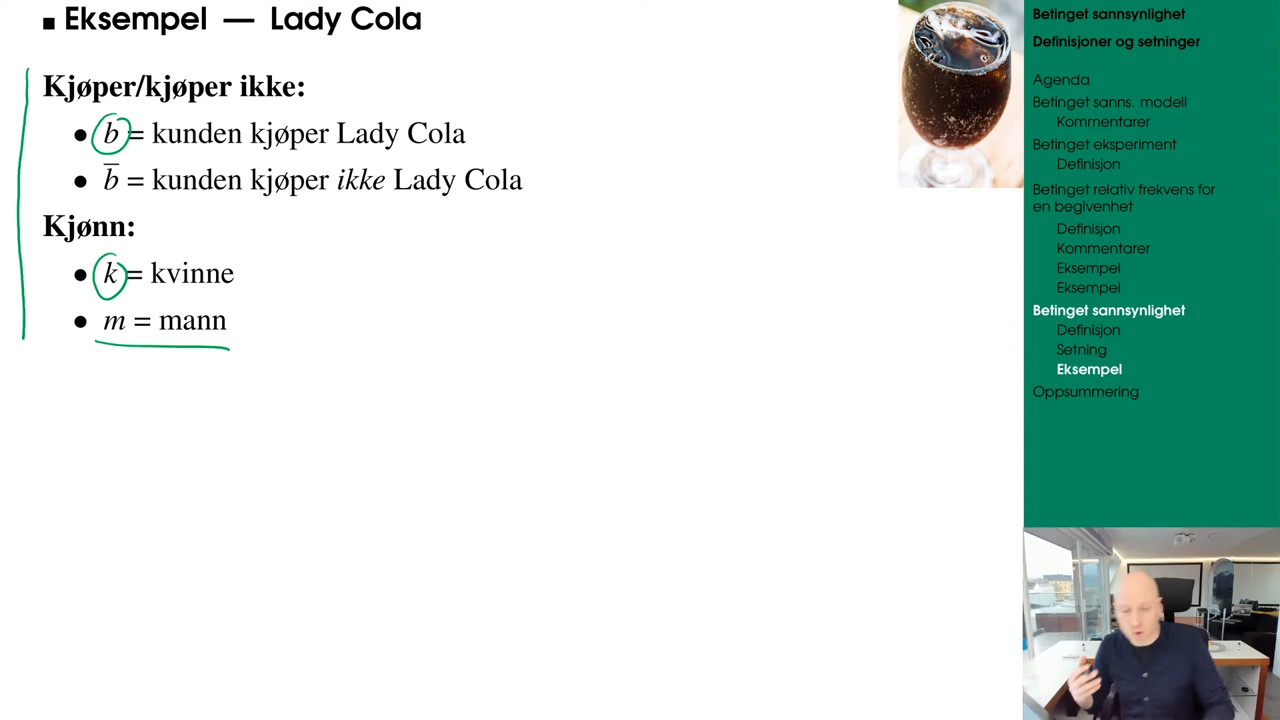 Eksempel — Lady Cola
Kjøper/kjøper ikke:
• b = kunden kjøper Lady Cola
• b̅ = kunden kjøper ikke Lady Cola
Kjønn:
• k = kvinne
• m = mann
Betinget sannsynlighet
Definisjoner og setninger
Agenda
Betinget sanns. modell
Kommentarer
Betinget eksperiment
Definisjon
Betinget relativ frekvens for
en begivenhet
Definisjon
Kommentarer
Eksempel
Eksempel
Betinget sannsynlighet
Definisjon
Setning
Eksempel
Oppsummering